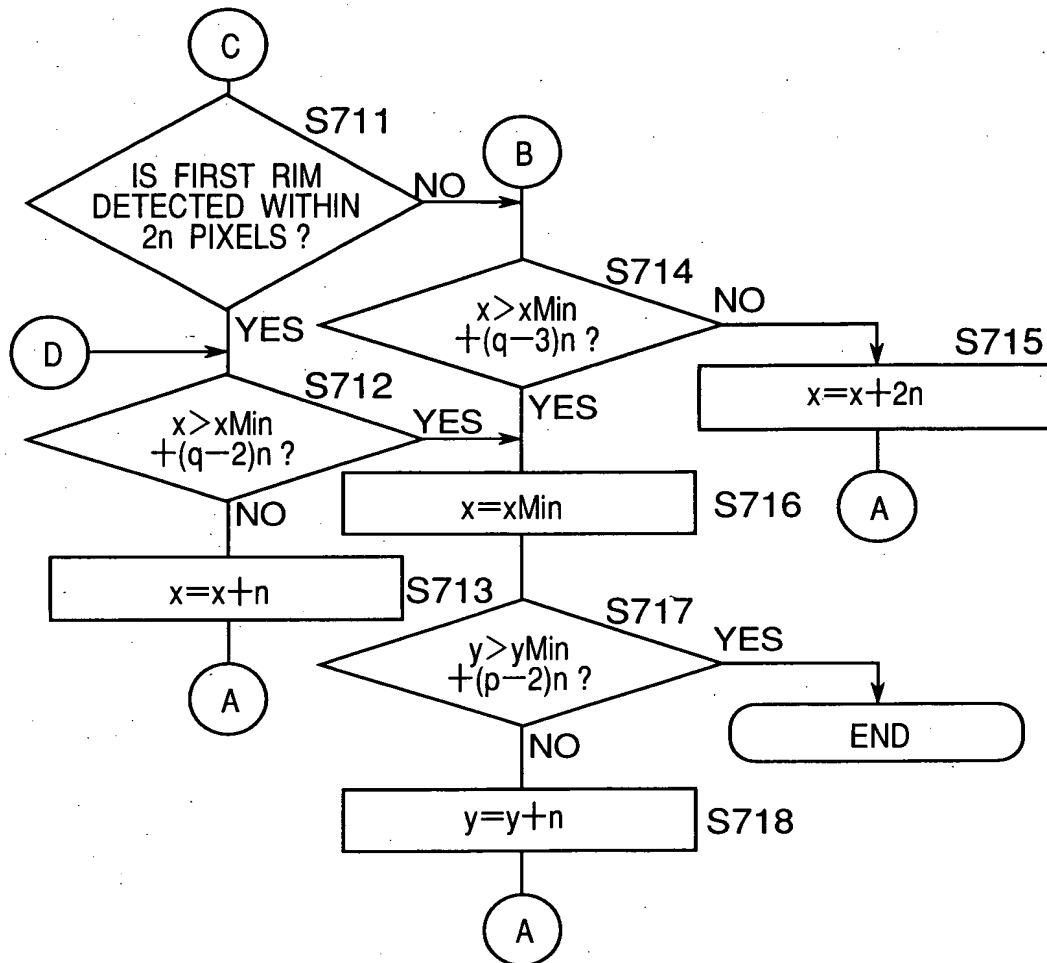 C
S711
IS FIRST RIM
DETECTED WITHIN
2n PIXELS ?
NO
B
YES
S714
x>xMin
+(q−3)n ?
NO
D
S715
x=x+2n
S712
x>xMin
+(q−2)n ?
YES
YES
NO
x=xMin
S716
A
x=x+n
S713
S717
y>yMin
+(p−2)n ?
YES
A
END
NO
y=y+n
S718
A